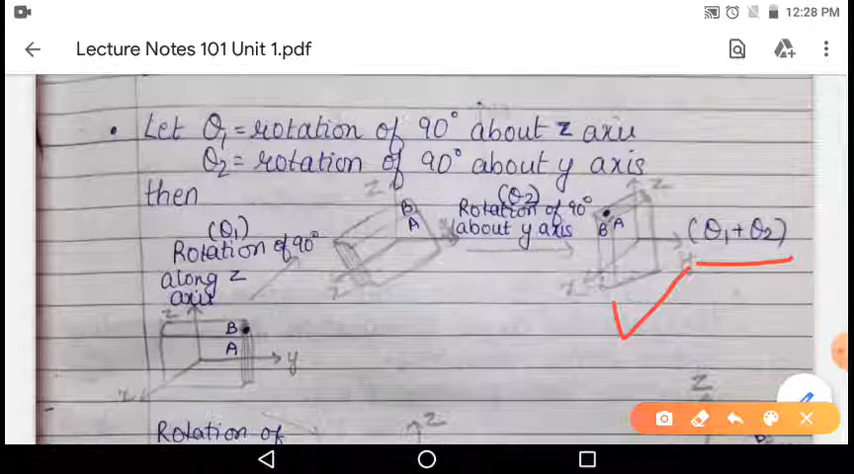 12:28 PM
Lecture Notes 101 Unit 1.pdf
• Let θ1 = rotation of 90° about z axis
θ2 = rotation of 90° about y axis
then
(θ1)
Rotation of 90°
along z
axis
z
B
A
y
x
z
B
A
y
x
(θ2)
Rotation of 90°
about y axis
z
B A
y
x
(θ1 + θ2)
Rotation of
z
z